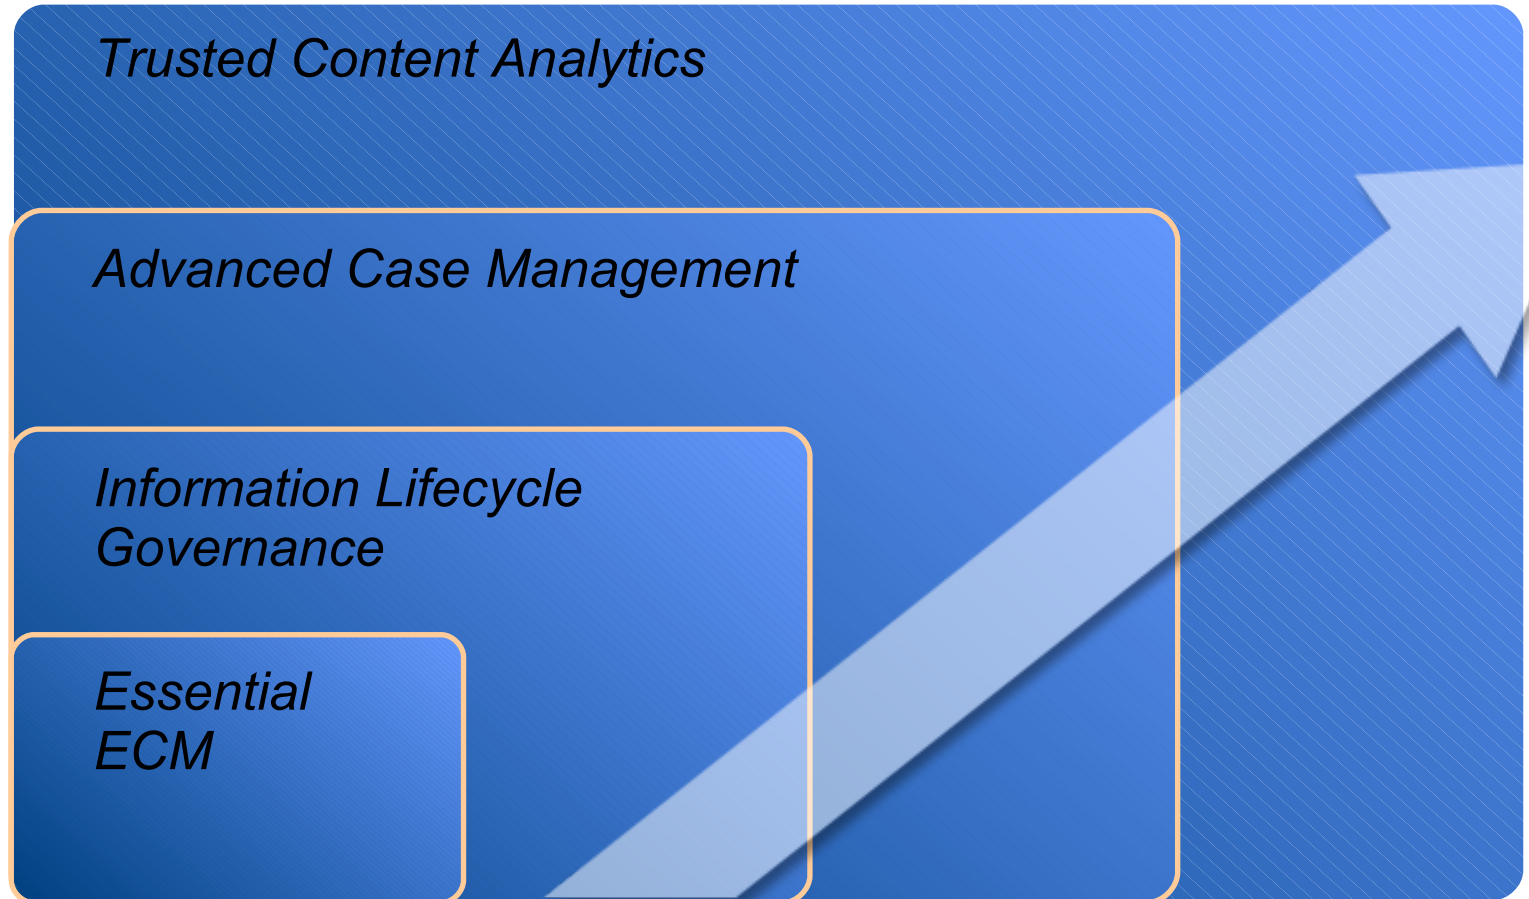 Trusted Content Analytics
Advanced Case Management
Information Lifecycle
Governance
Essential
ECM